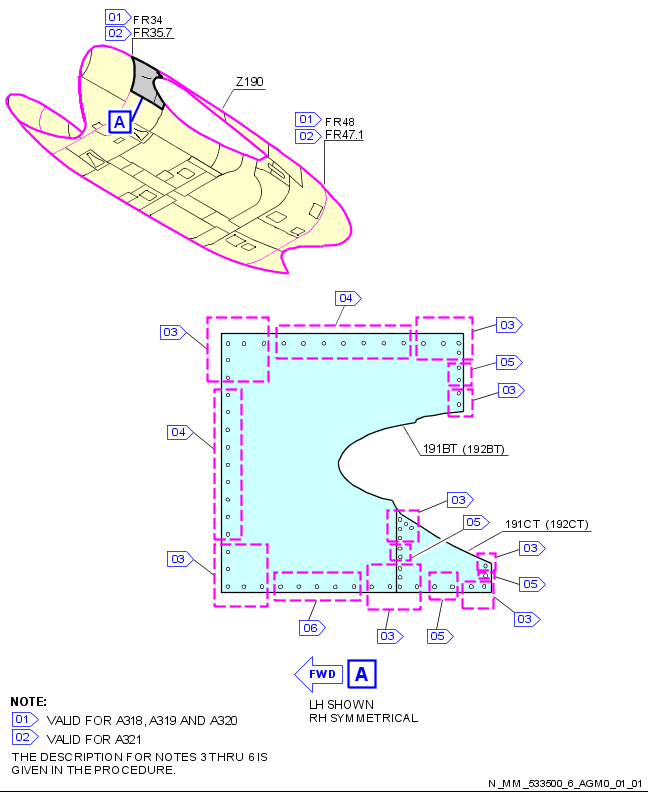 01 FR34
02 FR35.7
Z190
A
01 FR48
02 FR47.1
04
03
03
05
03
04
191BT (192BT)
03
05
191CT (192CT)
03
03
05
03
06
03
05
FWD A
LH SHOWN
RH SYMMETRICAL
NOTE:
01 VALID FOR A318, A319 AND A320
02 VALID FOR A321
THE DESCRIPTION FOR NOTES 3 THRU 6 IS
GIVEN IN THE PROCEDURE.
N_MM_533500_6_AGM0_01_01